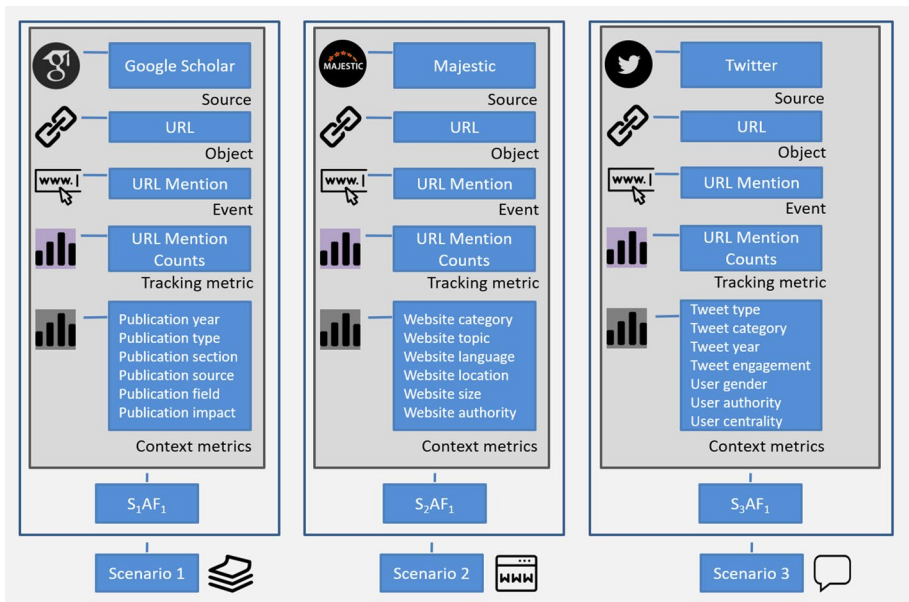 Google Scholar
Source
URL
Object
www.
URL Mention
Event
URL Mention
Counts
Tracking metric
Publication year
Publication type
Publication section
Publication source
Publication field
Publication impact
Context metrics
S₁AF₁
Scenario 1
MAJESTIC
Majestic
Source
URL
Object
www.
URL Mention
Event
URL Mention
Counts
Tracking metric
Website category
Website topic
Website language
Website location
Website size
Website authority
Context metrics
S₂AF₁
Scenario 2
WWW
Twitter
Source
URL
Object
www.
URL Mention
Event
URL Mention
Counts
Tracking metric
Tweet type
Tweet category
Tweet year
Tweet engagement
User gender
User authority
User centrality
Context metrics
S₃AF₁
Scenario 3